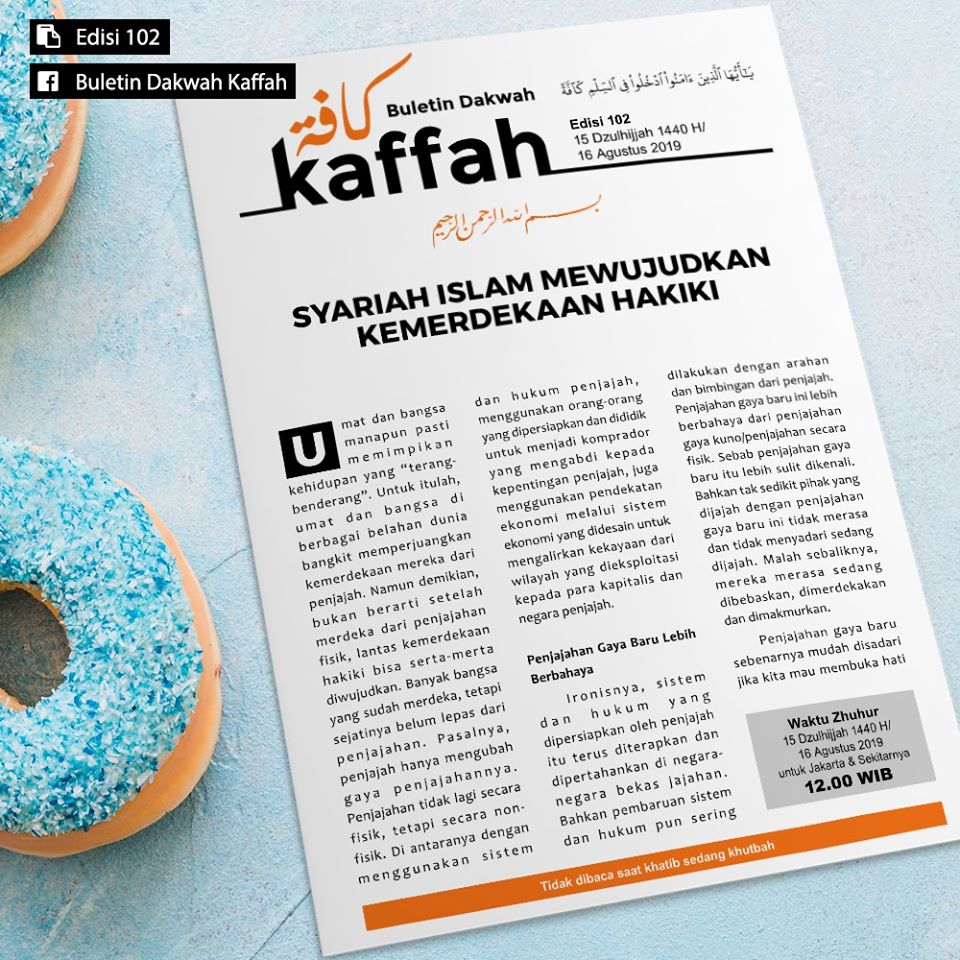 Edisi 102
Buletin Dakwah Kaffah
كافة
Buletin Dakwah
kaffah
يَٰٓأَيُّهَا ٱلَّذِينَ ءَامَنُوا۟ ٱدْخُلُوا۟ فِى ٱلسِّلْمِ كَآفَّةً
Edisi 102
15 Dzulhijjah 1440 H/
16 Agustus 2019
بسم الله الرحمن الرحيم
SYARIAH ISLAM MEWUJUDKAN
KEMERDEKAAN HAKIKI
Umat dan bangsa
manapun pasti
memimpikan
kehidupan yang “terang-
benderang”. Untuk itulah,
umat dan bangsa di
berbagai belahan dunia
bangkit memperjuangkan
kemerdekaan mereka dari
penjajah. Namun demikian,
bukan berarti setelah
merdeka dari penjajahan
fisik, lantas kemerdekaan
hakiki bisa serta-merta
diwujudkan. Banyak bangsa
yang sudah merdeka, tetapi
sejatinya belum lepas dari
penjajahan. Pasalnya,
penjajah hanya mengubah
gaya penjajahannya.
Penjajahan tidak lagi secara
fisik, tetapi secara non-
fisik. Di antaranya dengan
menggunakan sistem
dan hukum penjajah,
menggunakan orang-orang
yang dipersiapkan dan dididik
untuk menjadi komprador
yang mengabdi kepada
kepentingan penjajah, juga
menggunakan pendekatan
ekonomi melalui sistem
ekonomi yang didesain untuk
mengalirkan kekayaan dari
wilayah yang dieksploitasi
kepada para kapitalis dan
negara penjajah.
Penjajahan Gaya Baru Lebih
Berbahaya
Ironisnya, sistem
dan hukum yang
dipersiapkan oleh penjajah
itu terus diterapkan dan
dipertahankan di negara-
negara bekas jajahan.
Bahkan pembaruan sistem
dan hukum pun sering
dilakukan dengan arahan
dan bimbingan dari penjajah.
Penjajahan gaya baru ini lebih
berbahaya dari penjajahan
gaya kuno/penjajahan secara
fisik. Sebab penjajahan gaya
baru itu lebih sulit dikenali.
Bahkan tak sedikit pihak yang
dijajah dengan penjajahan
gaya baru ini tidak merasa
dan tidak menyadari sedang
dijajah. Malah sebaliknya,
mereka merasa sedang
dibebaskan, dimerdekakan
dan dimakmurkan.
Penjajahan gaya baru
sebenarnya mudah disadari
jika kita mau membuka hati
Waktu Zhuhur
15 Dzulhijjah 1440 H/
16 Agustus 2019
untuk Jakarta & Sekitarnya
12.00 WIB
Tidak dibaca saat khatib sedang khutbah